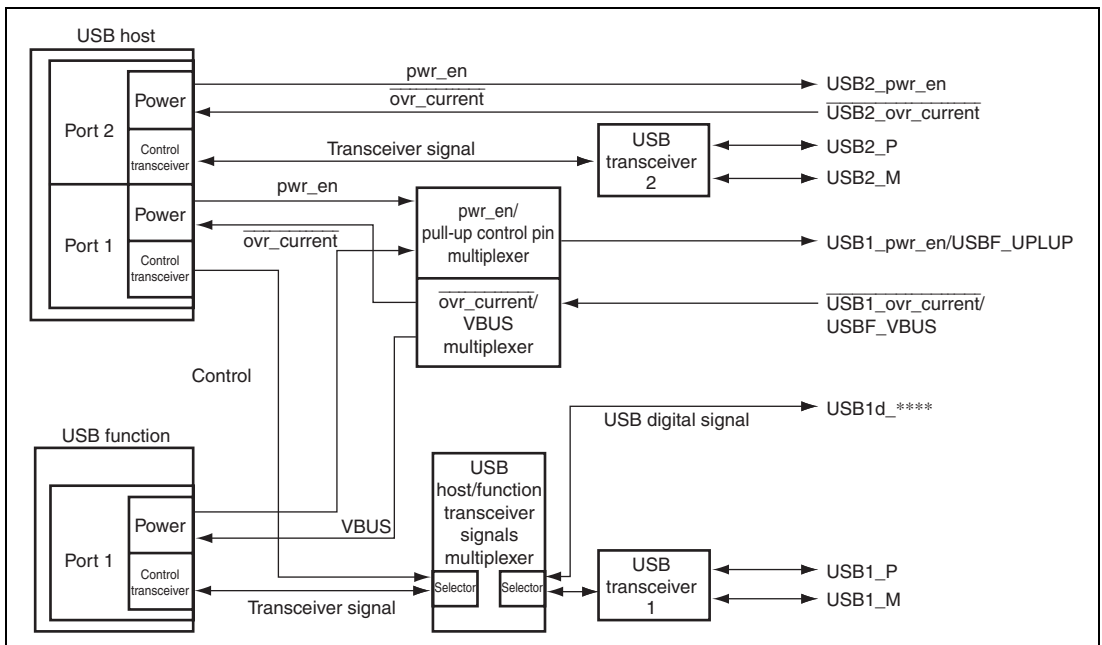 USB host
Port 2
Power
Control
transceiver
Port 1
Power
Control
transceiver
pwr_en
ovr_current
Transceiver signal
USB
transceiver
2
USB2_pwr_en
USB2_ovr_current
USB2_P
USB2_M
pwr_en
ovr_current
pwr_en/
pull-up control pin
multiplexer
ovr_current/
VBUS
multiplexer
USB1_pwr_en/USBF_UPLUP
USB1_ovr_current/
USBF_VBUS
Control
USB function
Port 1
Power
Control
transceiver
VBUS
Transceiver signal
USB
host/function
transceiver
signals
multiplexer
Selector
Selector
USB digital signal
USB1d_****
USB
transceiver
1
USB1_P
USB1_M